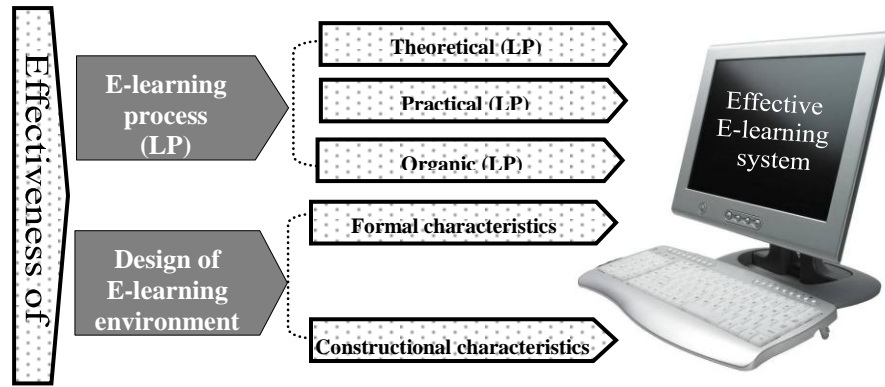 Effectiveness of
E-learning
process
(LP)
Theoretical (LP)
Practical (LP)
Organic (LP)
Design of
E-learning
environment
Formal characteristics
Constructional characteristics
Effective
E-learning
system